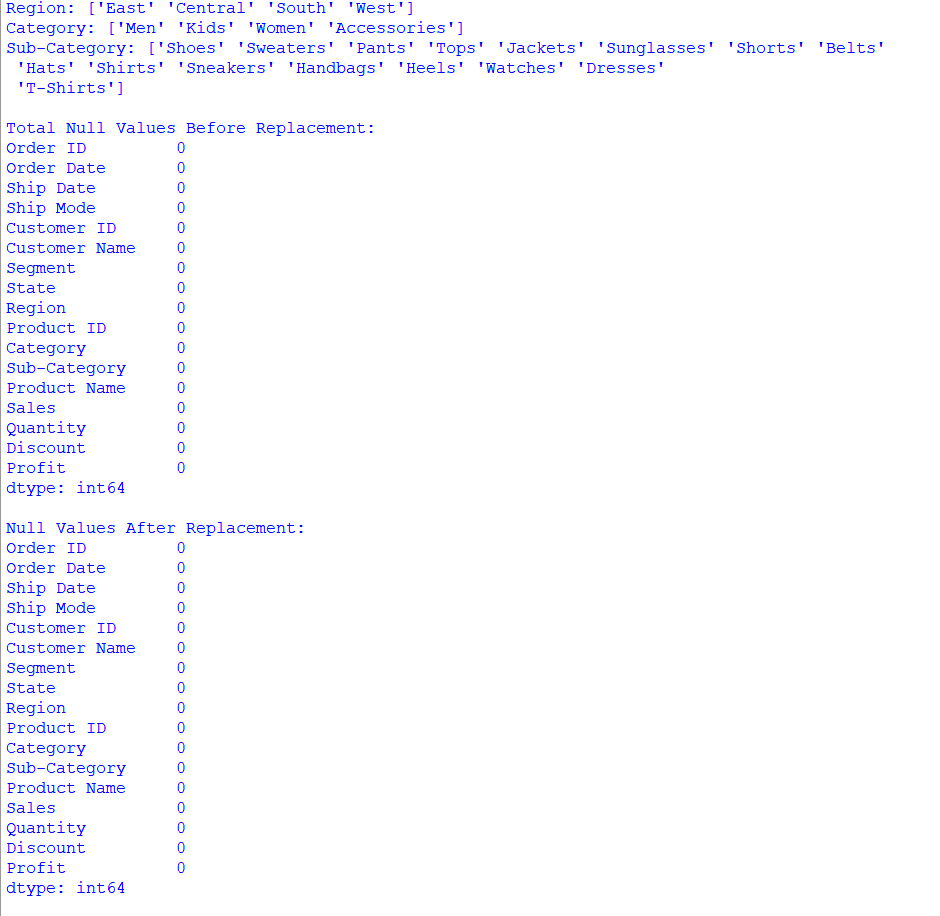 Region: ['East' 'Central' 'South' 'West']
Category: ['Men' 'Kids' 'Women' 'Accessories']
Sub-Category: ['Shoes' 'Sweaters' 'Pants' 'Tops' 'Jackets' 'Sunglasses' 'Shorts' 'Belts'
 'Hats' 'Shirts' 'Sneakers' 'Handbags' 'Heels' 'Watches' 'Dresses'
 'T-Shirts']

Total Null Values Before Replacement:
Order ID         0
Order Date       0
Ship Date        0
Ship Mode        0
Customer ID      0
Customer Name    0
Segment          0
State            0
Region           0
Product ID       0
Category         0
Sub-Category     0
Product Name     0
Sales            0
Quantity         0
Discount         0
Profit           0
dtype: int64

Null Values After Replacement:
Order ID         0
Order Date       0
Ship Date        0
Ship Mode        0
Customer ID      0
Customer Name    0
Segment          0
State            0
Region           0
Product ID       0
Category         0
Sub-Category     0
Product Name     0
Sales            0
Quantity         0
Discount         0
Profit           0
dtype: int64